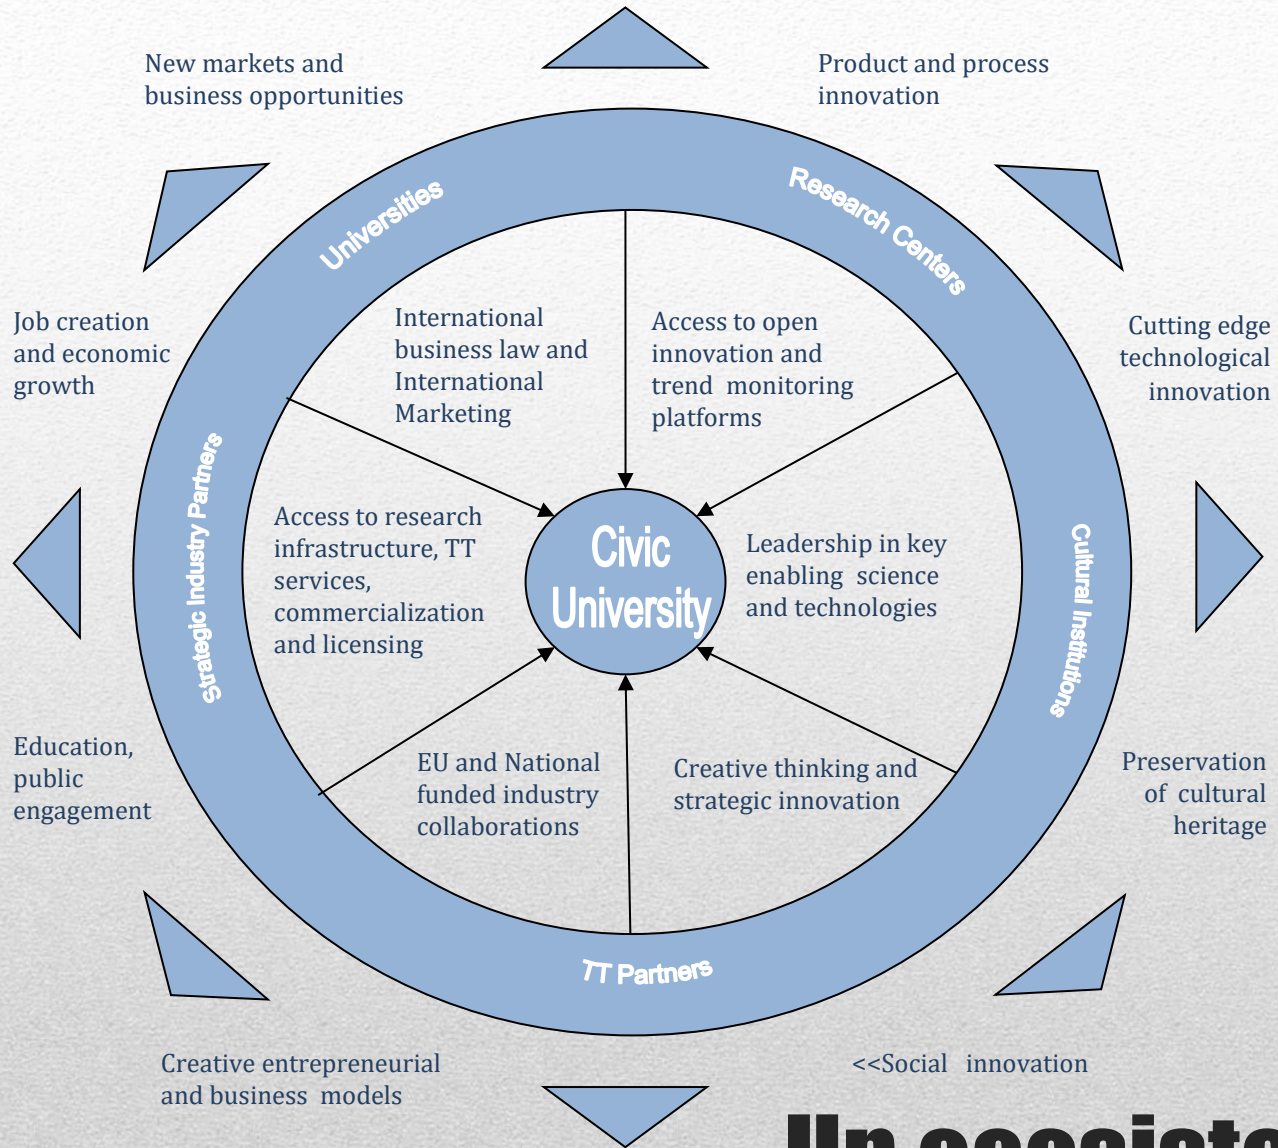 New markets and
business opportunities
Product and process
innovation
Universities
Research Centers
Job creation
and economic
growth
International
business law and
International
Marketing
Access to open
innovation and
trend monitoring
platforms
Cutting edge
technological
innovation
Strategic Industry Partners
Access to research
infrastructure, TT
services,
commercialization
and licensing
Civic
University
Leadership in key
enabling science
and technologies
Cultural Institutions
Education,
public
engagement
EU and National
funded industry
collaborations
Creative thinking and
strategic innovation
Preservation
of cultural
heritage
TT Partners
Creative entrepreneurial
and business models
<<Social innovation
Un